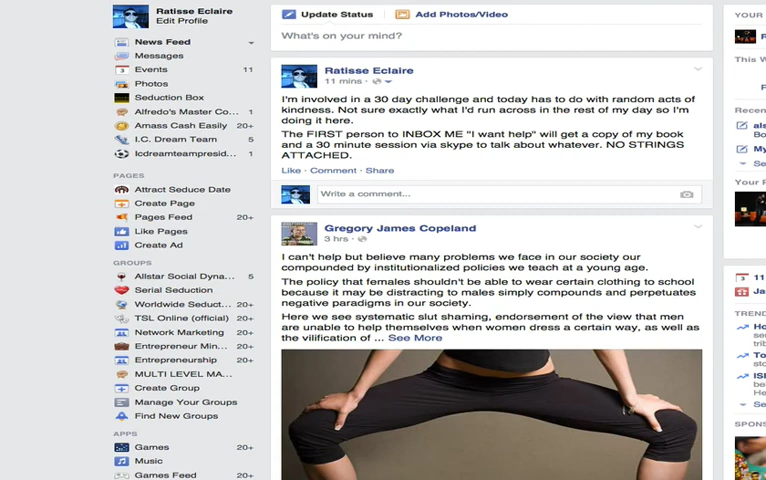 Ratisse Eclaire
Edit Profile
News Feed
Messages
Events 11
Photos
Seduction Box
Alfredo's Master Co... 1
Amass Cash Easily 20+
I.C. Dream Team 5
Icdreamteampresid... 1
PAGES
Attract Seduce Date
Create Page
Pages Feed 20+
Like Pages
Create Ad
GROUPS
Allstar Social Dyna... 5
Serial Seduction
Worldwide Seduct... 20+
TSL Online (official) 20+
Network Marketing 20+
Entrepreneur Min... 20+
Entrepreneurship 20+
MULTI LEVEL MA...
Create Group
Manage Your Groups
Find New Groups
APPS
Games 20+
Music
Games Feed 20+
Update Status Add Photos/Video
What's on your mind?
Ratisse Eclaire
11 mins ·
I'm involved in a 30 day challenge and today has to do with random acts of
kindness. Not sure exactly what I'd run across in the rest of my day so I'm
doing it here.
The FIRST person to INBOX ME "I want help" will get a copy of my book
and a 30 minute session via skype to talk about whatever. NO STRINGS
ATTACHED.
Like · Comment · Share
Write a comment...
Gregory James Copeland
3 hrs ·
I can't help but believe many problems we face in our society our
compounded by institutionalized policies we teach at a young age.
The policy that females shouldn't be able to wear certain clothing to school
because it may be distracting to males simply compounds and perpetuates
negative paradigms in our society.
Here we see systematic slut shaming, endorsement of the view that men
are unable to help themselves when women dress a certain way, as well as
the vilification of ... See More
YOUR
This W
Recen
als
Bo
My
Se
Your F
11
Ja
TREND
Ho
To
ISI
He
Se
SPONS